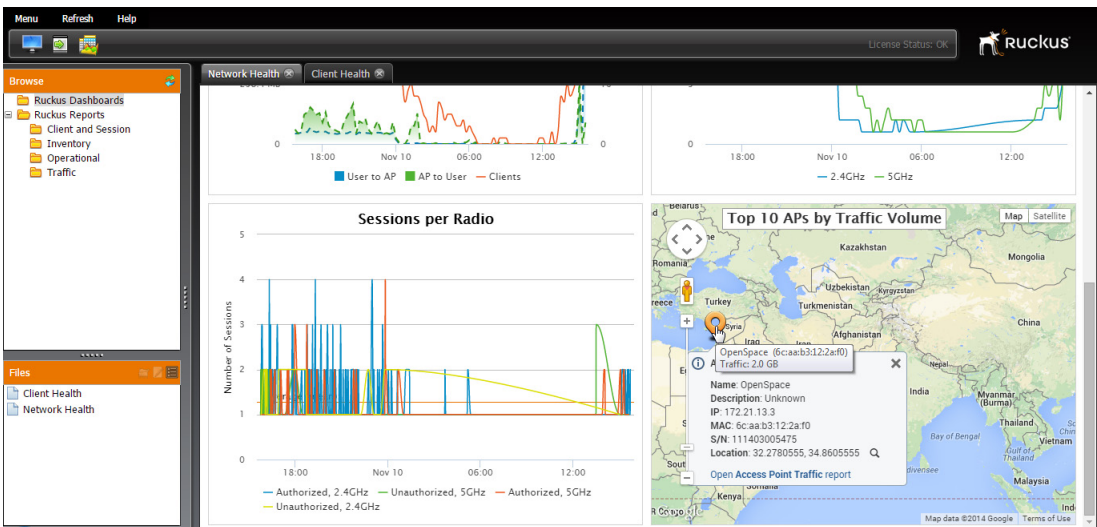 Menu Refresh Help
License Status: OK
Ruckus
Browse
Ruckus Dashboards
Ruckus Reports
Client and Session
Inventory
Operational
Traffic
Files
Client Health
Network Health
Network Health Client Health
0 0
18:00 Nov 10 06:00 12:00
User to AP AP to User Clients
0
18:00 Nov 10 06:00 12:00
2.4GHz 5GHz
Sessions per Radio
Number of Sessions
5
4
3
2
1
0
18:00 Nov 10 06:00 12:00
Authorized, 2.4GHz Unauthorized, 5GHz Authorized, 5GHz
Unauthorized, 2.4GHz
Top 10 APs by Traffic Volume
Map Satellite
Belarus
Kazakhstan
Mongolia
Romania
Uzbekistan Kyrgyzstan
Turkey Turkmenistan
China
Syria
Iraq Iran Afghanistan
OpenSpace (6c:aa:b3:12:2a:f0)
Traffic: 2.0 GB
Name: OpenSpace
Description: Unknown
IP: 172.21.13.3
MAC: 6c:aa:b3:12:2a:f0
S/N: 111403005475
Location: 32.2780555, 34.8605555
Open Access Point Traffic report
Nepal
India
Myanmar
(Burma)
Thailand
Bay of Bengal
Vietnam
Gulf of
Thailand
Malaysia
Somalia
Kenya
Map data ©2014 Google Terms of Use